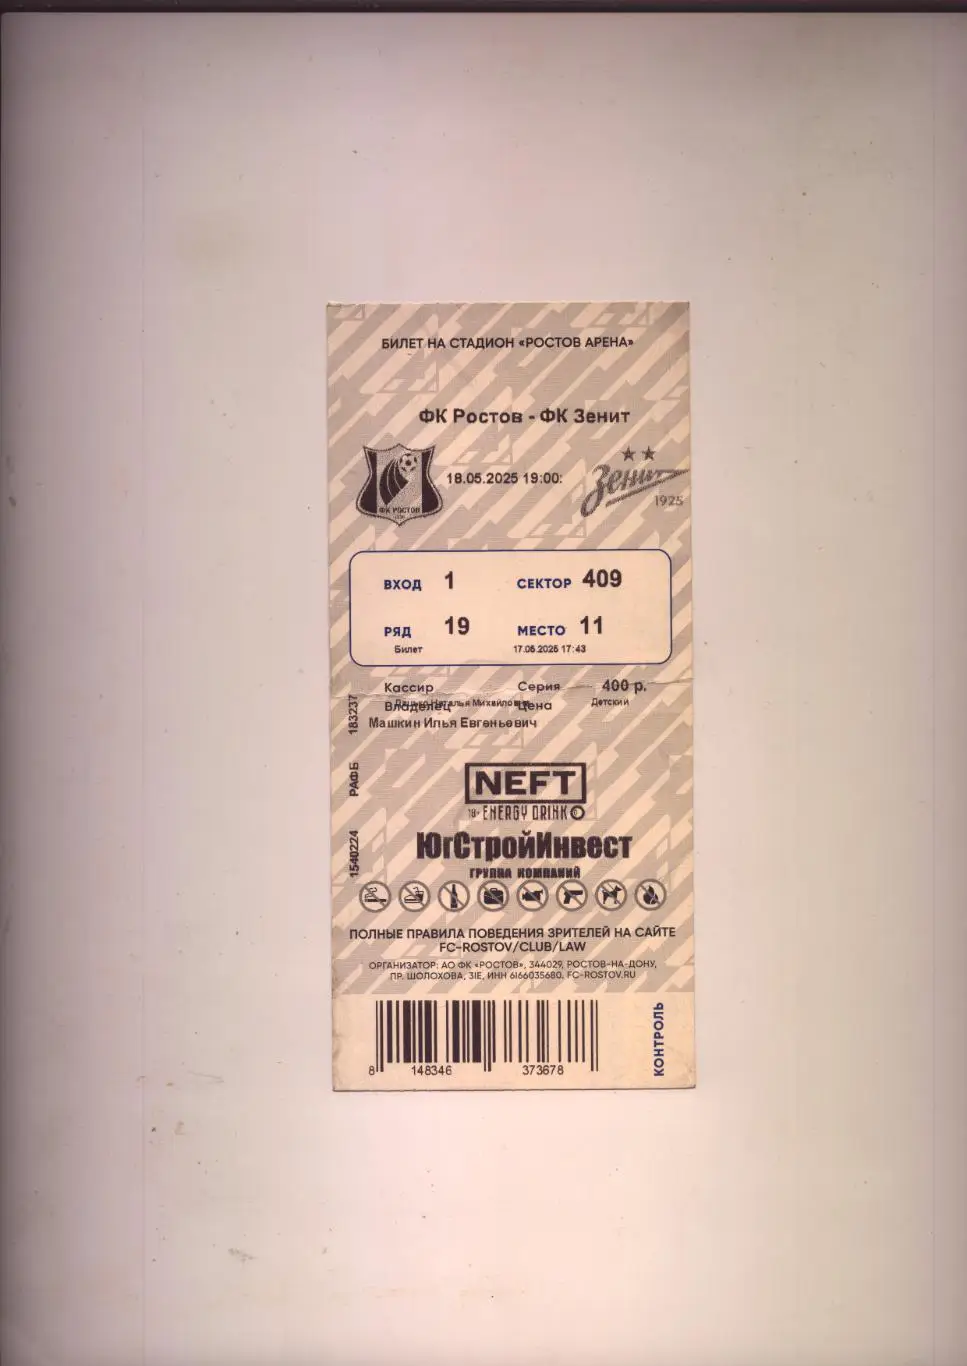 БИЛЕТ НА СТАДИОН «РОСТОВ АРЕНА»
ФК Ростов - ФК Зенит
18.05.2025 19:00:
ФК РОСТОВ
1930
Зенит
1925
ВХОД 1 СЕКТОР 409
РЯД 19 МЕСТО 11
Билет 17.05.2025 17:43
Кассир Серия 400 р.
Наталья Михайловна Детский
Владелец Цена
Машкин Илья Евгеньевич
183237
РАФБ
1540224
NEFT
18+ ENERGY DRINK
ЮгСтройИнвест
ГРУППА КОМПАНИЙ
ПОЛНЫЕ ПРАВИЛА ПОВЕДЕНИЯ ЗРИТЕЛЕЙ НА САЙТЕ
FC-ROSTOV/CLUB/LAW
ОРГАНИЗАТОР: АО ФК «РОСТОВ», 344029, РОСТОВ-НА-ДОНУ,
ПР. ШОЛОХОВА, 31Е, ИНН 6166035680, FC-ROSTOV.RU
8 148346 373678
КОНТРОЛЬ